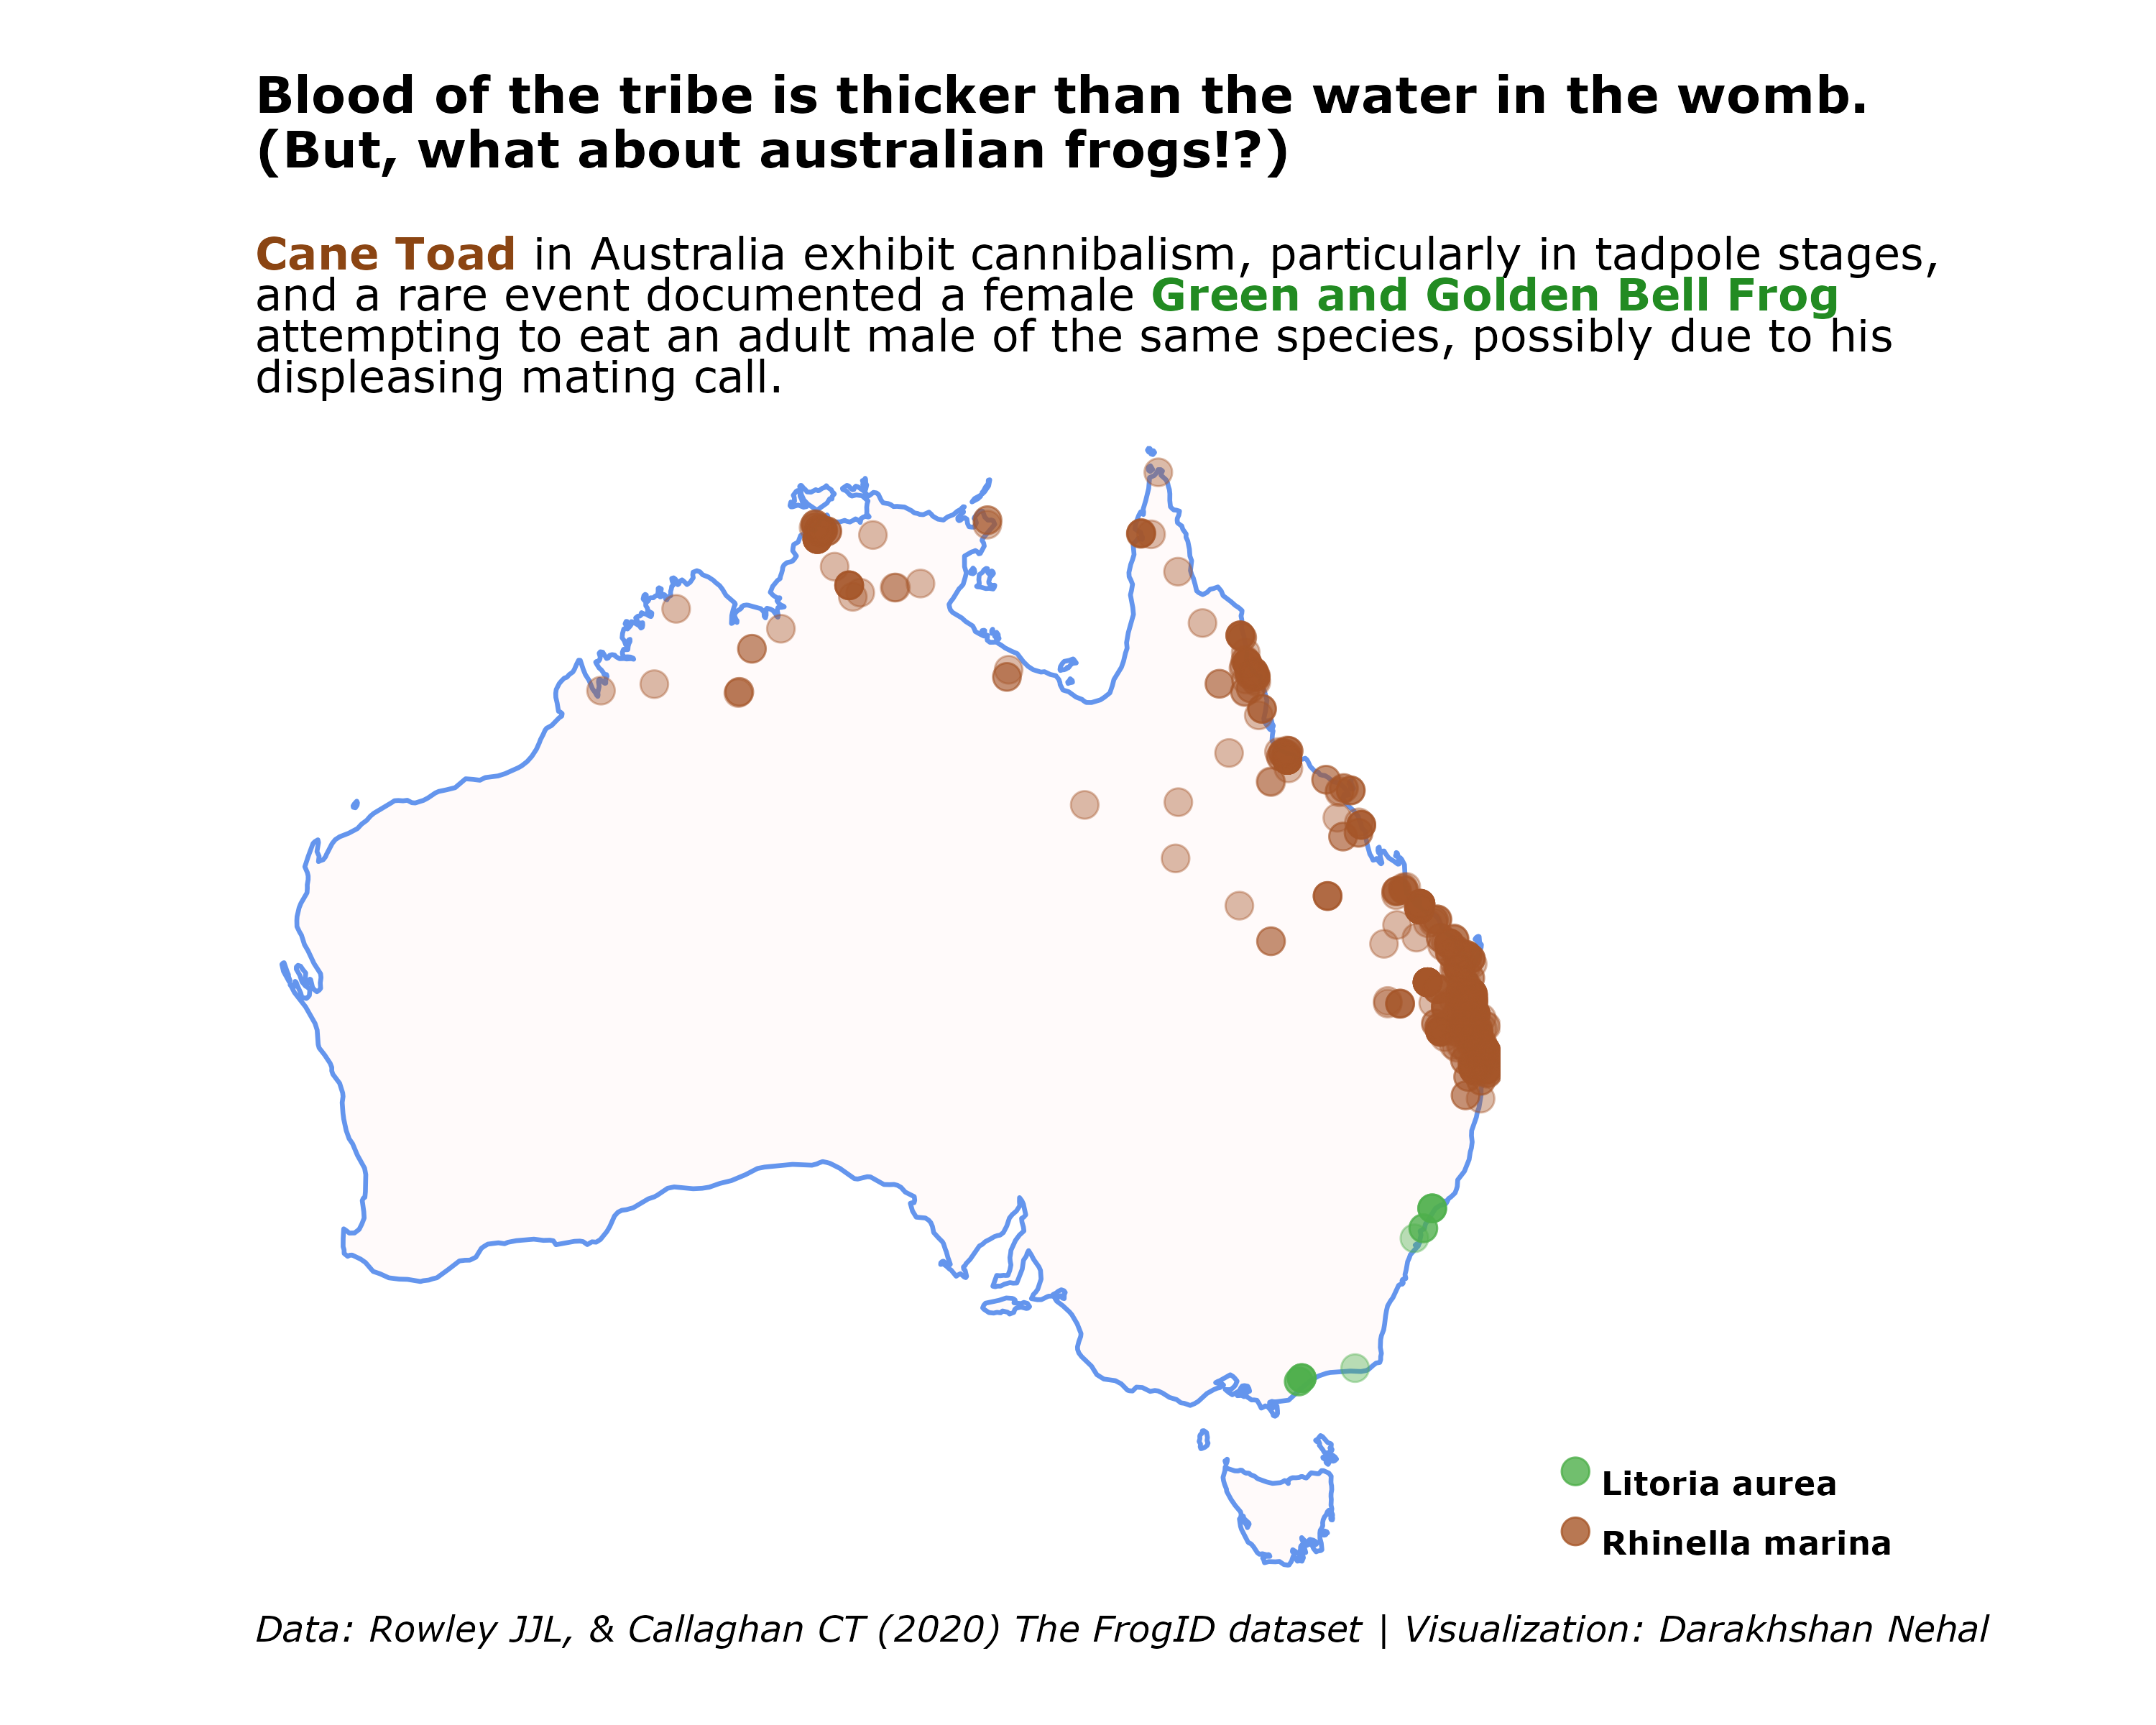 Blood of the tribe is thicker than the water in the womb.
(But, what about australian frogs!?)
Cane Toad in Australia exhibit cannibalism, particularly in tadpole stages,
and a rare event documented a female Green and Golden Bell Frog
attempting to eat an adult male of the same species, possibly due to his
displeasing mating call.
Litoria aurea
Rhinella marina
Data: Rowley JJL, & Callaghan CT (2020) The FrogID dataset | Visualization: Darakhshan Nehal